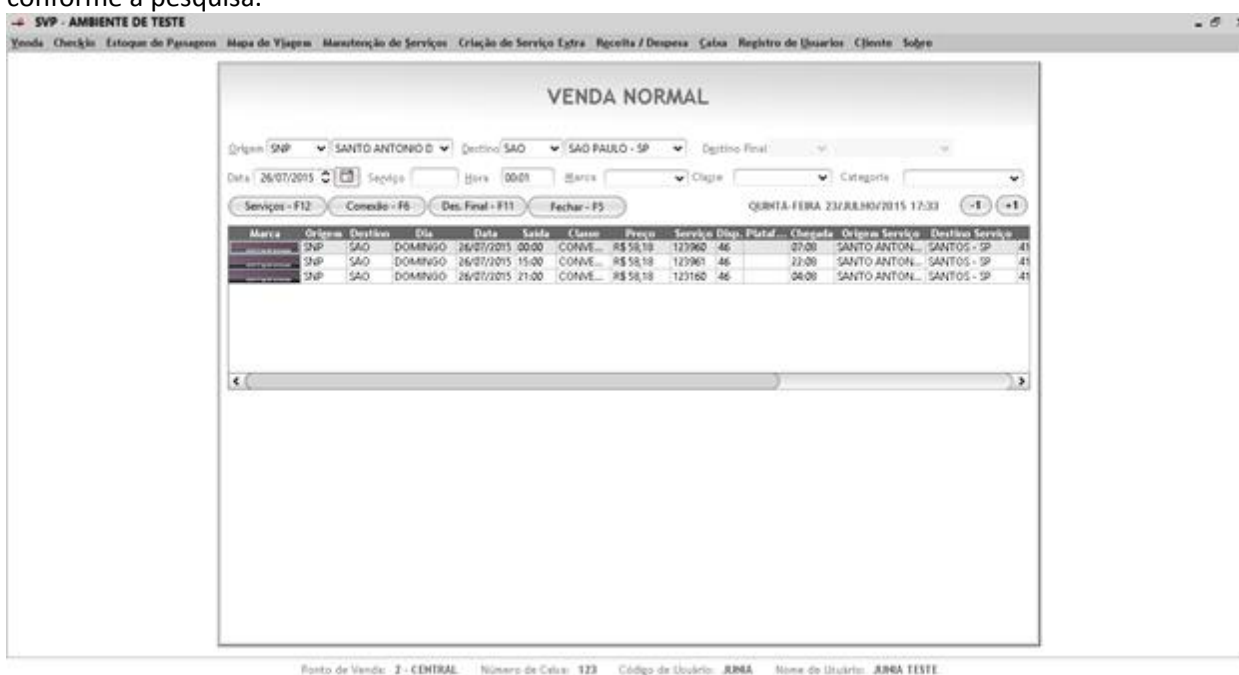 conforme a pesquisa.
SVP - AMBIENTE DE TESTE
Venda CheckIn Estoque de Passagens Mapa de Viagem Manutenção de Serviços Criação de Serviço Extra Receita / Despesa Caixa Registro de Usuarios Cliente Sobre
VENDA NORMAL
Origem SNP SANTO ANTONIO D Destino SAO SAO PAULO - SP Destino Final
Data 26/07/2015 Serviço Hora 00:01 Marca Classe Categoria
Serviços - F12 Conexão - F6 Des. Final - F11 Fechar - F5 QUINTA-FEIRA 23/JULHO/2015 17:33 -1 +1
Marca Origem Destino Dia Data Saída Classe Preço Serviço Disp. Plataf... Chegada Origem Serviço Destino Serviço
SNP SAO DOMINGO 26/07/2015 00:00 CONVE... R$ 58,18 123960 46 07:08 SANTO ANTON... SANTOS - SP 41
SNP SAO DOMINGO 26/07/2015 15:00 CONVE... R$ 58,18 123961 46 22:08 SANTO ANTON... SANTOS - SP 41
SNP SAO DOMINGO 26/07/2015 21:00 CONVE... R$ 58,18 123160 46 04:08 SANTO ANTON... SANTOS - SP 41
Ponto de Venda: 2 - CENTRAL Número de Caixa: 123 Código de Usuário: JUNIA Nome de Usuário: JUNIA TESTE